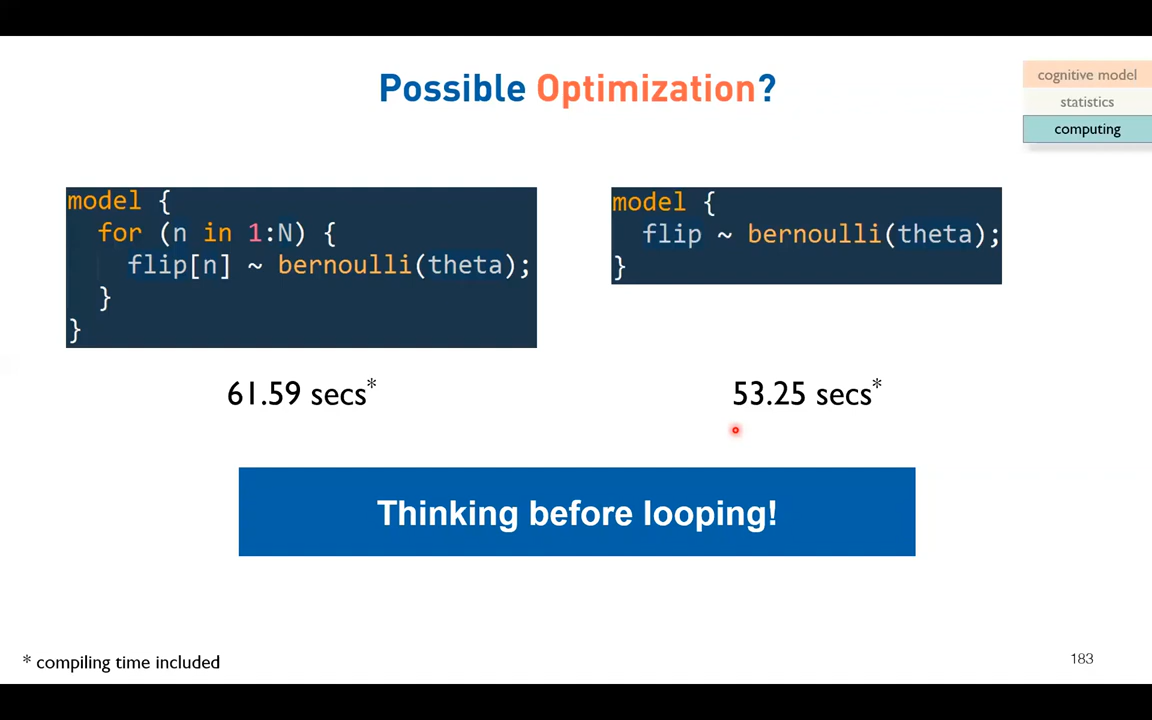 Possible Optimization?
cognitive model
statistics
computing
model {
for (n in 1:N) {
flip[n] ~ bernoulli(theta);
}
}
61.59 secs*
model {
flip ~ bernoulli(theta);
}
53.25 secs*
Thinking before looping!
* compiling time included
183